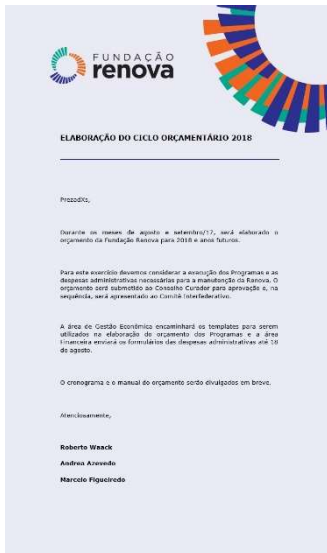 FUNDAÇÃO
renova
ELABORAÇÃO DO CICLO ORÇAMENTÁRIO 2018
PrezadXs,
Durante os meses de agosto e setembro/17, será elaborado o
orçamento da Fundação Renova para 2018 e anos futuros.
Para este exercício devemos considerar a execução dos Programas e as
despesas administrativas necessárias para a manutenção da Renova. O
orçamento será submetido ao Conselho Curador para aprovação e, na
sequência, será apresentado ao Comitê Interfederativo.
A área de Gestão Econômica encaminhará os templates para serem
utilizados na elaboração do orçamento dos Programas e a área
Financeira enviará os formulários das despesas administrativas até 18
de agosto.
O cronograma e o manual do orçamento serão divulgados em breve.
Atenciosamente,
Roberto Waack
Andrea Azevedo
Marcelo Figueiredo